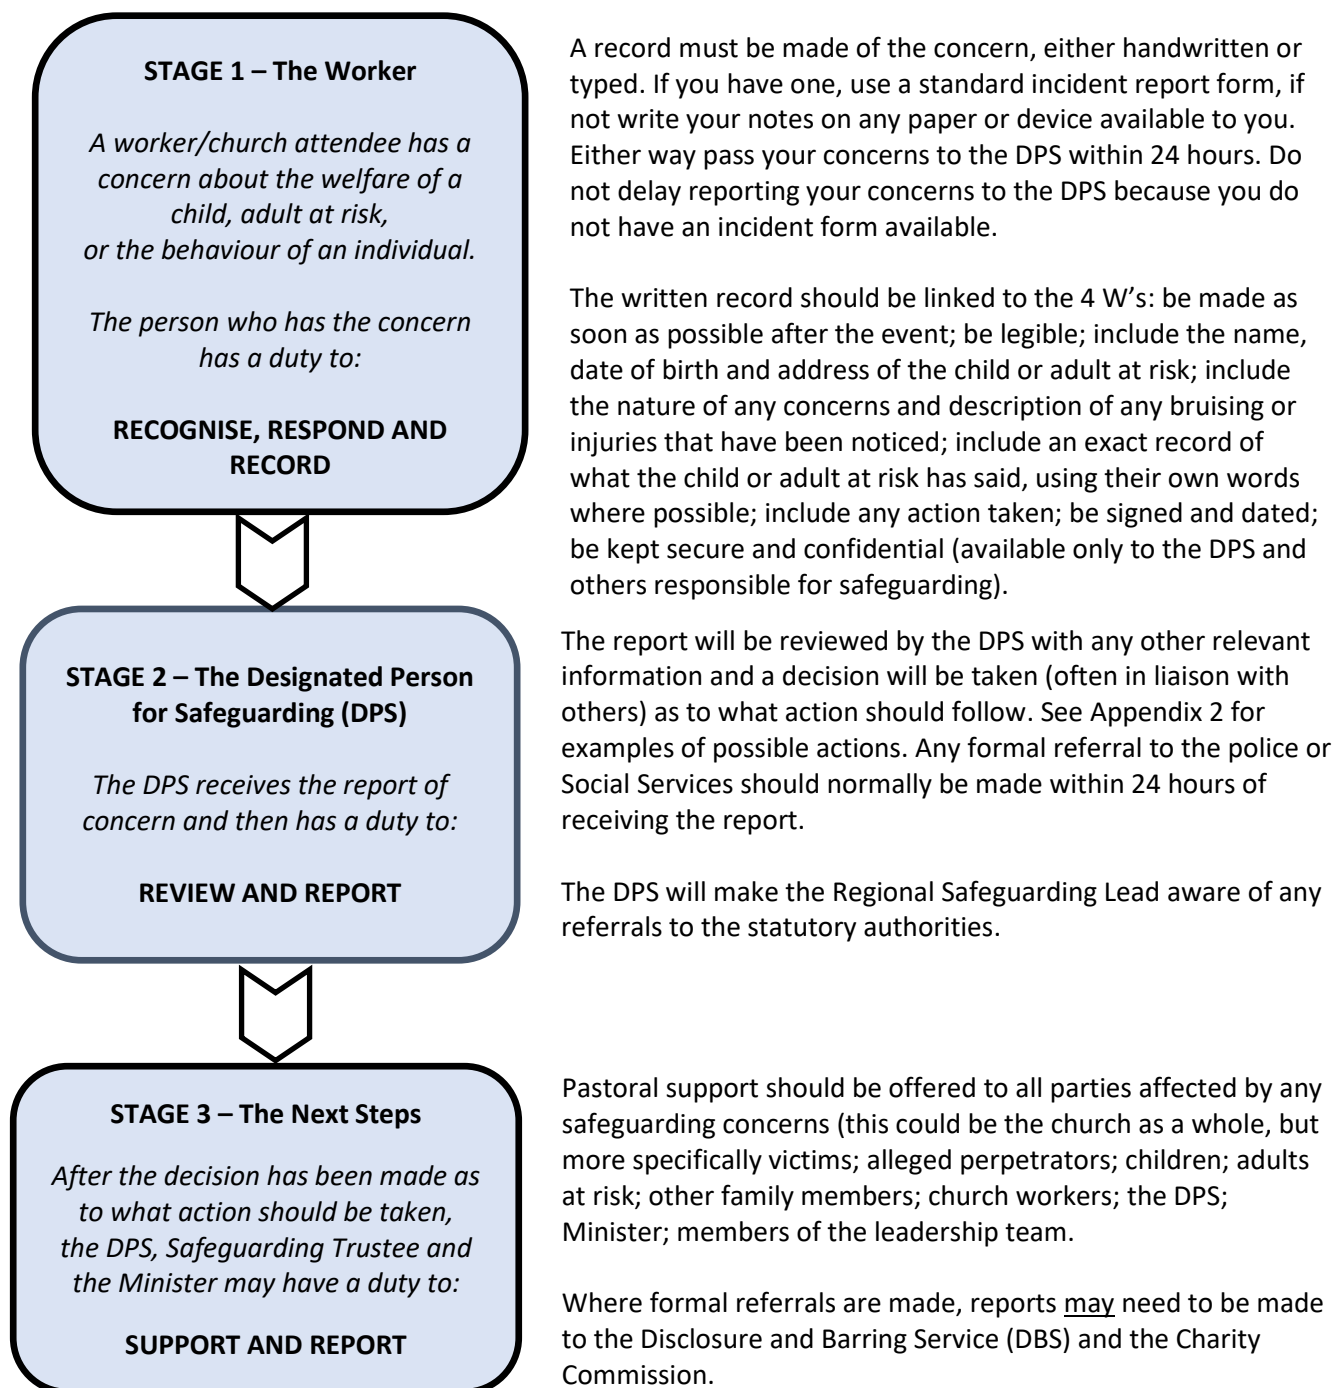 STAGE 1 – The Worker
A worker/church attendee has a
concern about the welfare of a
child, adult at risk,
or the behaviour of an individual.
The person who has the concern
has a duty to:
RECOGNISE, RESPOND AND
RECORD
A record must be made of the concern, either handwritten or
typed. If you have one, use a standard incident report form, if
not write your notes on any paper or device available to you.
Either way pass your concerns to the DPS within 24 hours. Do
not delay reporting your concerns to the DPS because you do
not have an incident form available.
The written record should be linked to the 4 W’s: be made as
soon as possible after the event; be legible; include the name,
date of birth and address of the child or adult at risk; include
the nature of any concerns and description of any bruising or
injuries that have been noticed; include an exact record of
what the child or adult at risk has said, using their own words
where possible; include any action taken; be signed and dated;
be kept secure and confidential (available only to the DPS and
others responsible for safeguarding).
STAGE 2 – The Designated Person
for Safeguarding (DPS)
The DPS receives the report of
concern and then has a duty to:
REVIEW AND REPORT
The report will be reviewed by the DPS with any other relevant
information and a decision will be taken (often in liaison with
others) as to what action should follow. See Appendix 2 for
examples of possible actions. Any formal referral to the police or
Social Services should normally be made within 24 hours of
receiving the report.
The DPS will make the Regional Safeguarding Lead aware of any
referrals to the statutory authorities.
STAGE 3 – The Next Steps
After the decision has been made as
to what action should be taken,
the DPS, Safeguarding Trustee and
the Minister may have a duty to:
SUPPORT AND REPORT
Pastoral support should be offered to all parties affected by any
safeguarding concerns (this could be the church as a whole, but
more specifically victims; alleged perpetrators; children; adults
at risk; other family members; church workers; the DPS;
Minister; members of the leadership team.
Where formal referrals are made, reports may need to be made
to the Disclosure and Barring Service (DBS) and the Charity
Commission.